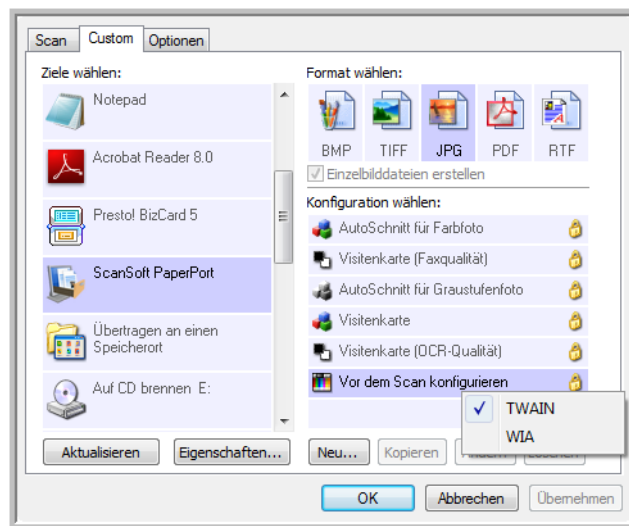 Scan Custom Optionen
Ziele wählen:
Notepad
Acrobat Reader 8.0
Presto! BizCard 5
ScanSoft PaperPort
Übertragen an einen
Speicherort
Auf CD brennen E:
Aktualisieren Eigenschaften...
Format wählen:
BMP TIFF JPG PDF RTF
Einzelbilddateien erstellen
Konfiguration wählen:
AutoSchnitt für Farbfoto
Visitenkarte (Faxqualität)
AutoSchnitt für Graustufenfoto
Visitenkarte
Visitenkarte (OCR-Qualität)
Vor dem Scan konfigurieren
TWAIN
WIA
Neu... Kopieren
OK Abbrechen Übernehmen